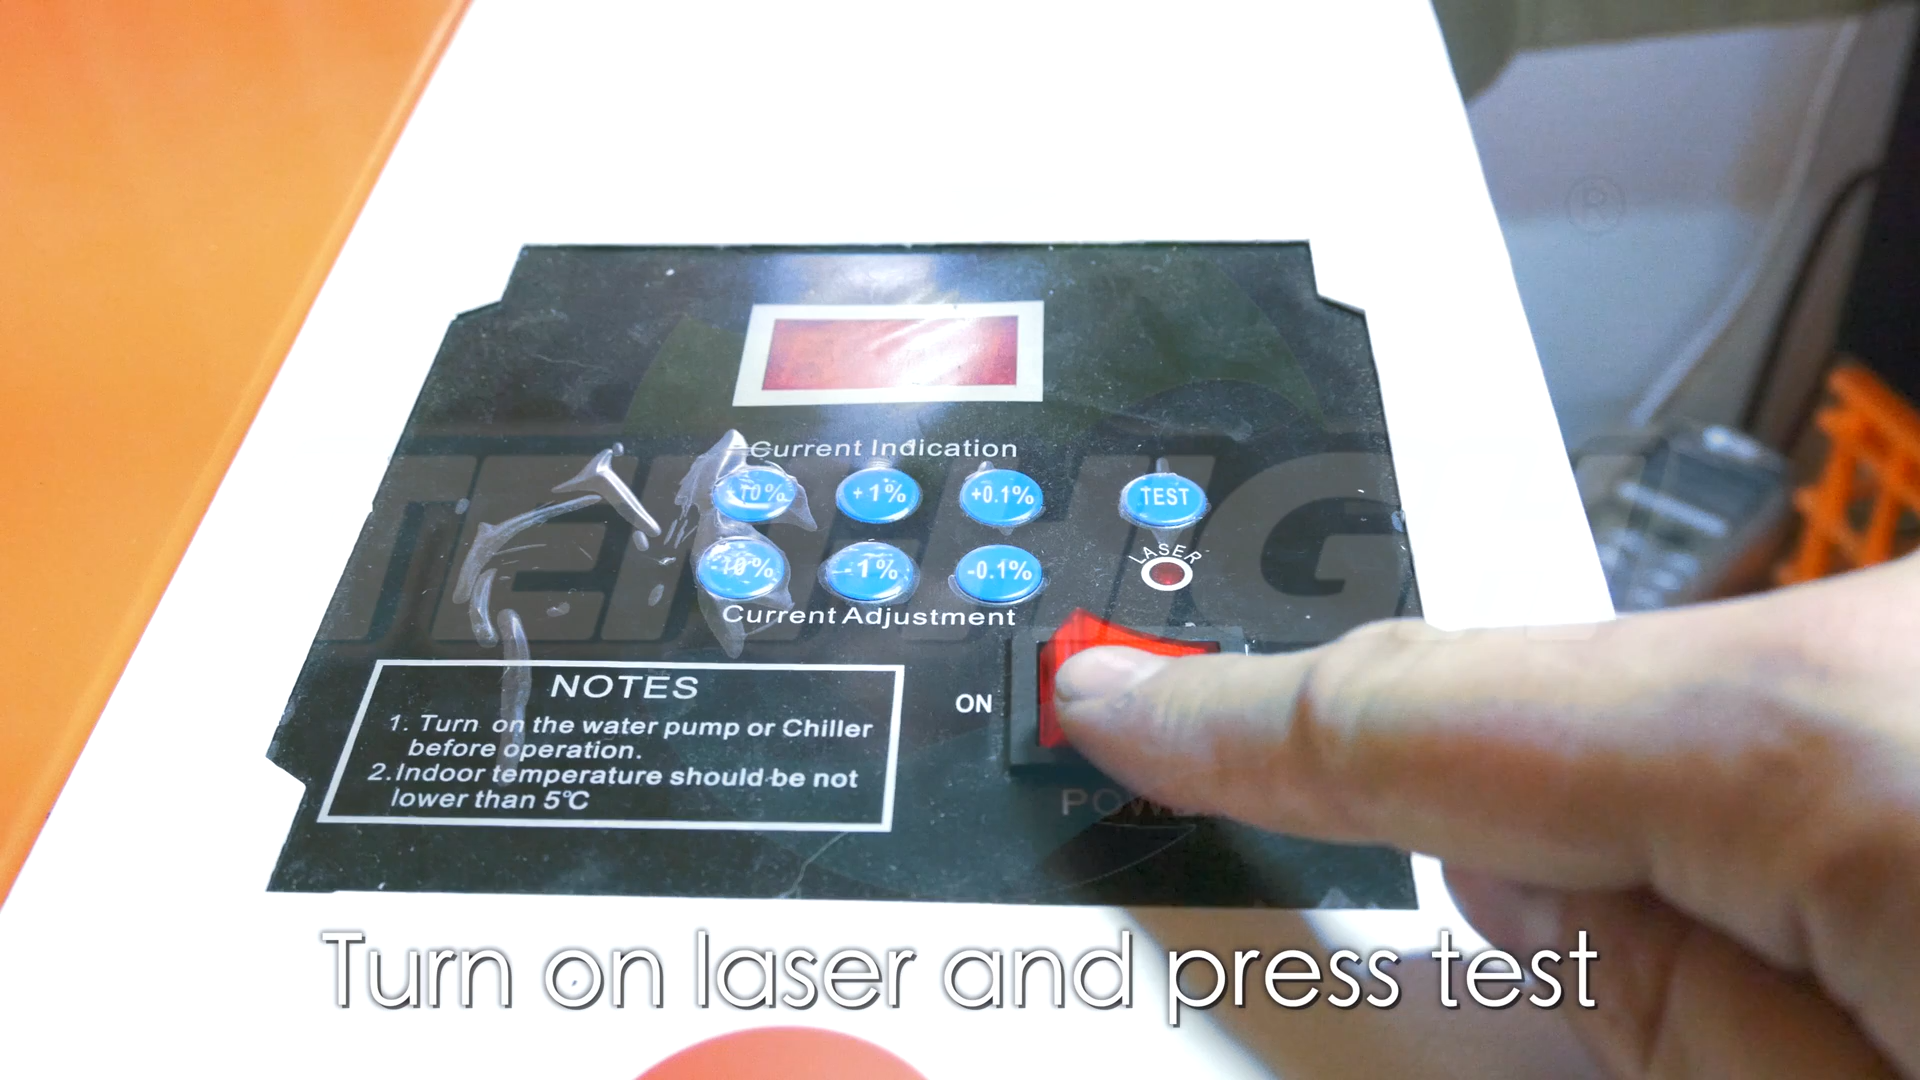 ®
Current Indication
+10% +1% +0.1% TEST
LASER
-10% -1% -0.1%
Current Adjustment
NOTES
1. Turn on the water pump or Chiller
before operation.
2. Indoor temperature should be not
lower than 5°C
ON
Turn on laser and press test